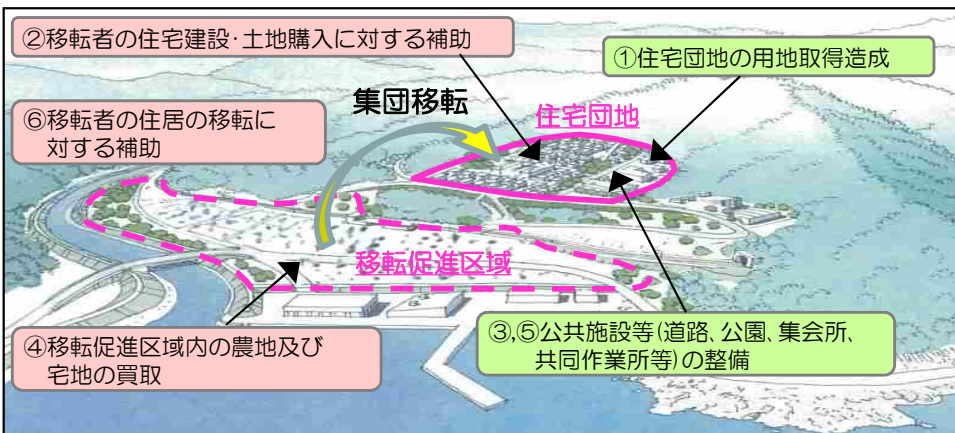 ②移転者の住宅建設･土地購入に対する補助
①住宅団地の用地取得造成
集団移転
住宅団地
⑥移転者の住居の移転に
対する補助
移転促進区域
④移転促進区域内の農地及び
宅地の買取
③,⑤公共施設等(道路、公園、集会所、
共同作業所等)の整備